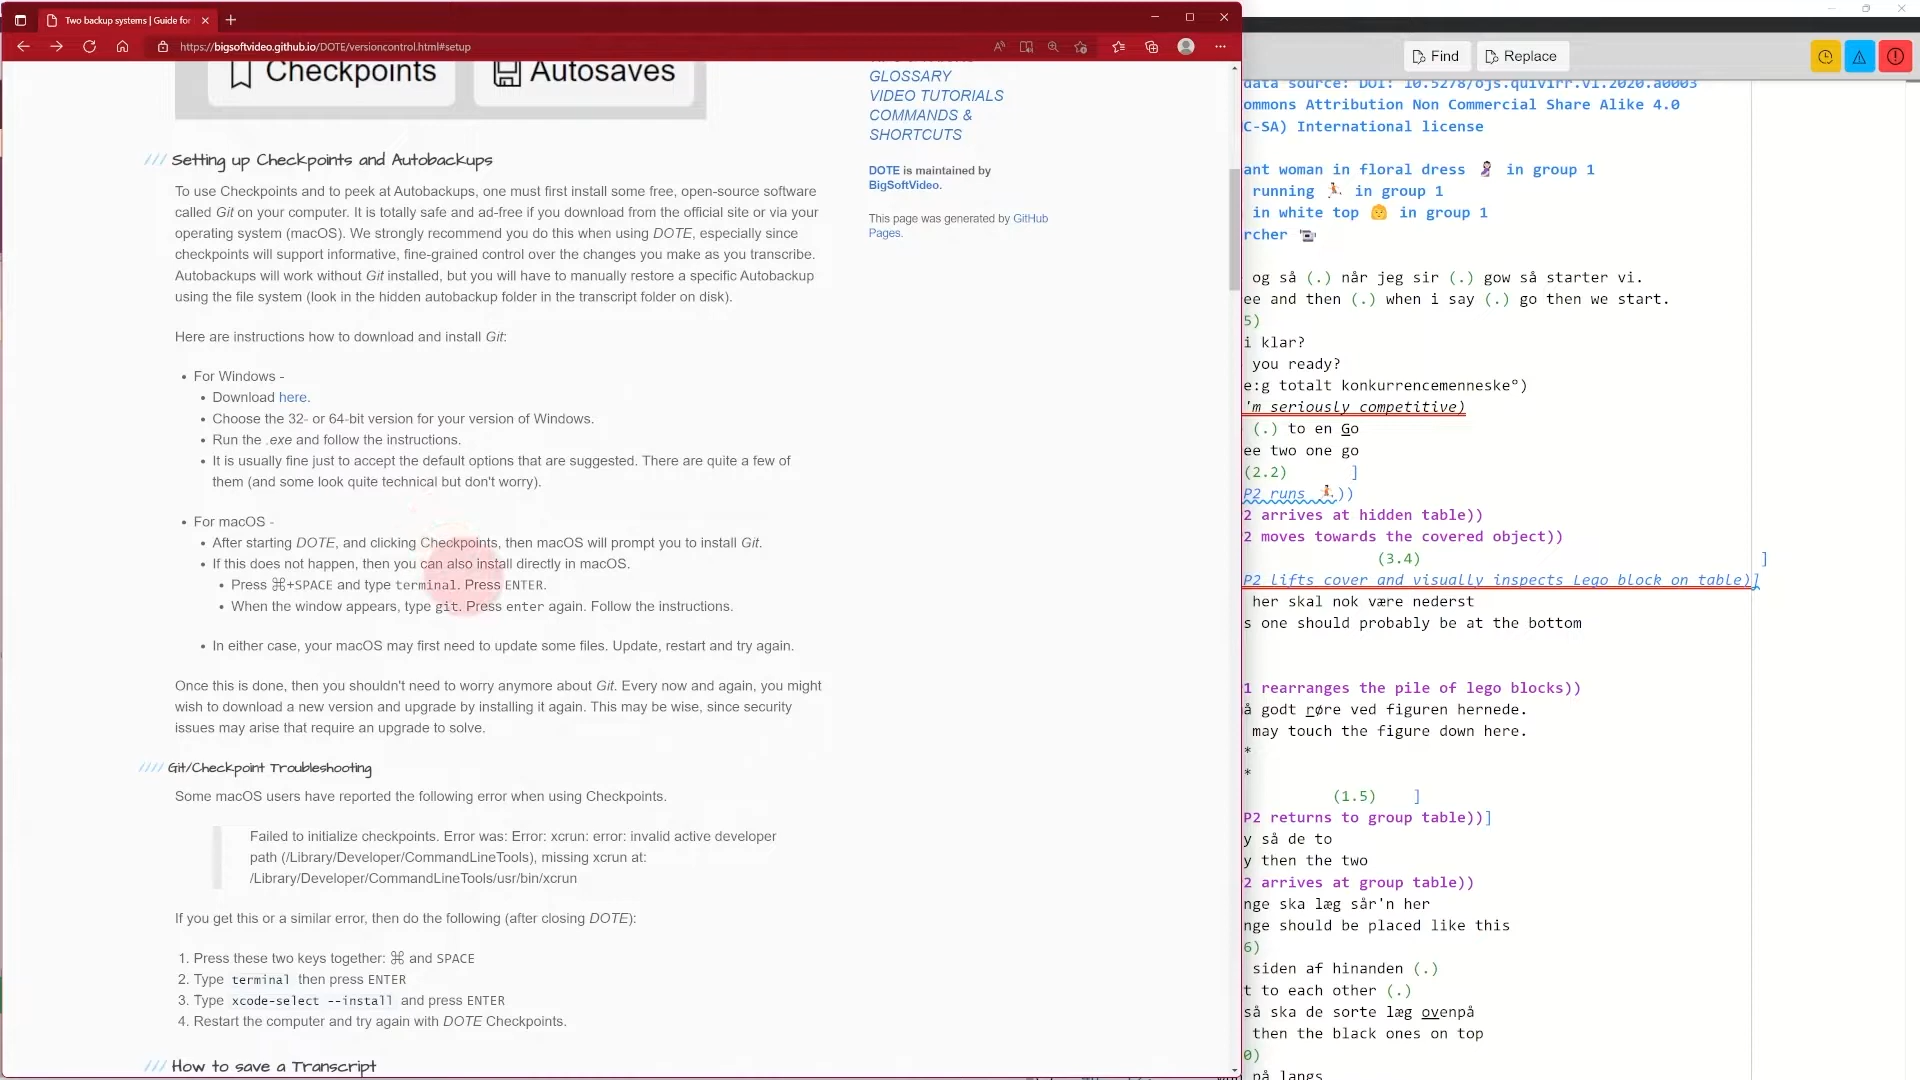 Two backup systems | Guide for
https://bigsoftvideo.github.io/DOTE/versioncontrol.html#setup
Checkpoints
Autosaves
/// Setting up Checkpoints and Autobackups
To use Checkpoints and to peek at Autobackups, one must first install some free, open-source software
called Git on your computer. It is totally safe and ad-free if you download from the official site or via your
operating system (macOS). We strongly recommend you do this when using DOTE, especially since
checkpoints will support informative, fine-grained control over the changes you make as you transcribe.
Autobackups will work without Git installed, but you will have to manually restore a specific Autobackup
using the file system (look in the hidden autobackup folder in the transcript folder on disk).
Here are instructions how to download and install Git:
• For Windows -
• Download here.
• Choose the 32- or 64-bit version for your version of Windows.
• Run the .exe and follow the instructions.
• It is usually fine just to accept the default options that are suggested. There are quite a few of
them (and some look quite technical but don't worry).
• For macOS -
• After starting DOTE, and clicking Checkpoints, then macOS will prompt you to install Git.
• If this does not happen, then you can also install directly in macOS.
• Press ⌘+SPACE and type terminal. Press ENTER.
• When the window appears, type git. Press enter again. Follow the instructions.
• In either case, your macOS may first need to update some files. Update, restart and try again.
Once this is done, then you shouldn't need to worry anymore about Git. Every now and again, you might
wish to download a new version and upgrade by installing it again. This may be wise, since security
issues may arise that require an upgrade to solve.
//// Git/Checkpoint Troubleshooting
Some macOS users have reported the following error when using Checkpoints.
Failed to initialize checkpoints. Error was: Error: xcrun: error: invalid active developer
path (/Library/Developer/CommandLineTools), missing xcrun at:
/Library/Developer/CommandLineTools/usr/bin/xcrun
If you get this or a similar error, then do the following (after closing DOTE):
1. Press these two keys together: ⌘ and SPACE
2. Type terminal then press ENTER
3. Type xcode-select --install and press ENTER
4. Restart the computer and try again with DOTE Checkpoints.
/// How to save a Transcript
GLOSSARY
VIDEO TUTORIALS
COMMANDS &
SHORTCUTS
DOTE is maintained by
BigSoftVideo.
This page was generated by GitHub
Pages.
Find
Replace
data source: DOI: 10.5278/ojs.quivirr.v1.2020.a0003
ommons Attribution Non Commercial Share Alike 4.0
C-SA) International license
ant woman in floral dress 🤰 in group 1
running 🏃 in group 1
in white top 👩 in group 1
rcher 📹
og så (.) når jeg sir (.) gow så starter vi.
ee and then (.) when i say (.) go then we start.
5)
i klar?
you ready?
e:g totalt konkurrencemenneske°)
'm seriously competitive)
(.) to en Go
ee two one go
(2.2) ]
P2 runs 🏃))
2 arrives at hidden table))
2 moves towards the covered object))
(3.4) ]
P2 lifts cover and visually inspects Lego block on table)]
her skal nok være nederst
s one should probably be at the bottom
1 rearranges the pile of lego blocks))
å godt røre ved figuren hernede.
may touch the figure down here.
*
*
(1.5) ]
P2 returns to group table))]
y så de to
y then the two
2 arrives at group table))
nge ska læg sår'n her
nge should be placed like this
6)
siden af hinanden (.)
t to each other (.)
så ska de sorte læg ovenpå
then the black ones on top
0)
på langs